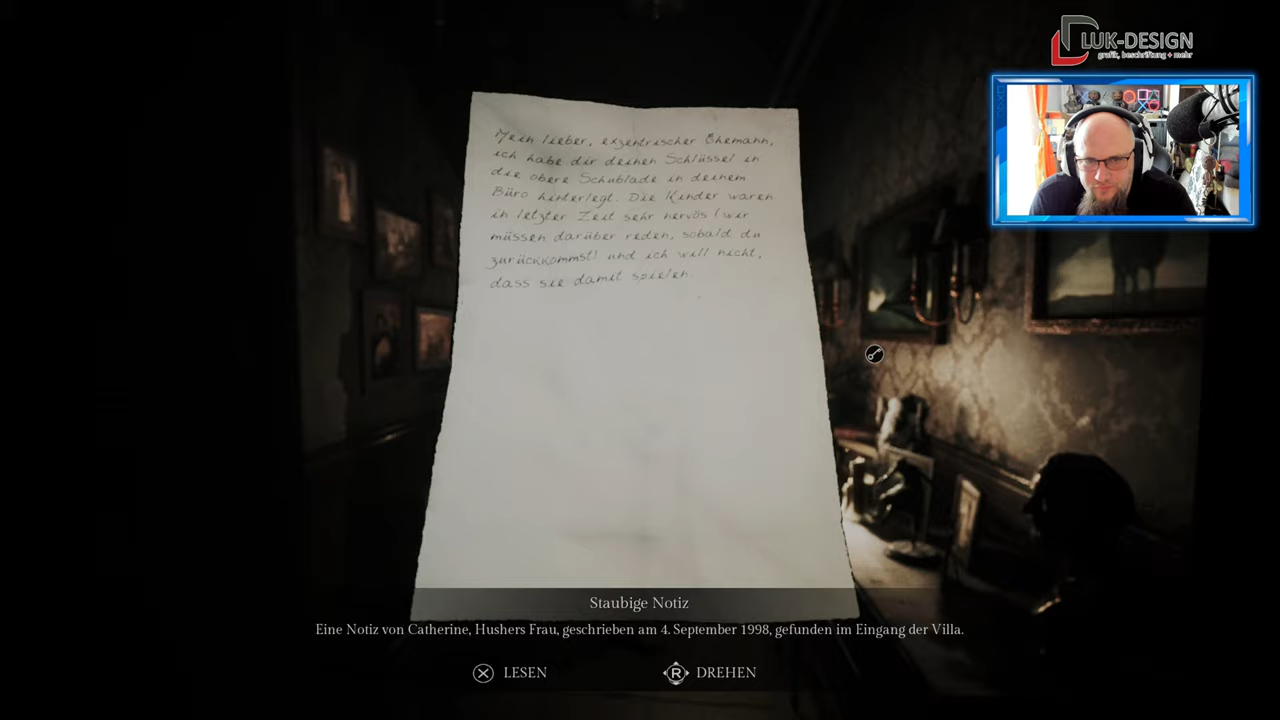 LUK-DESIGN
grafik, beschriftung + mehr
Mein lieber, exzentrischer Ehemann,
ich habe dir deinen Schlüssel in
die obere Schublade in deinem
Büro hinterlegt. Die Kinder waren
in letzter Zeit sehr nervös (wir
müssen darüber reden, sobald du
zurückkommst) und ich will nicht,
dass sie damit spielen.
Staubige Notiz
Eine Notiz von Catherine, Hushers Frau, geschrieben am 4. September 1998, gefunden im Eingang der Villa.
LESEN
R DREHEN